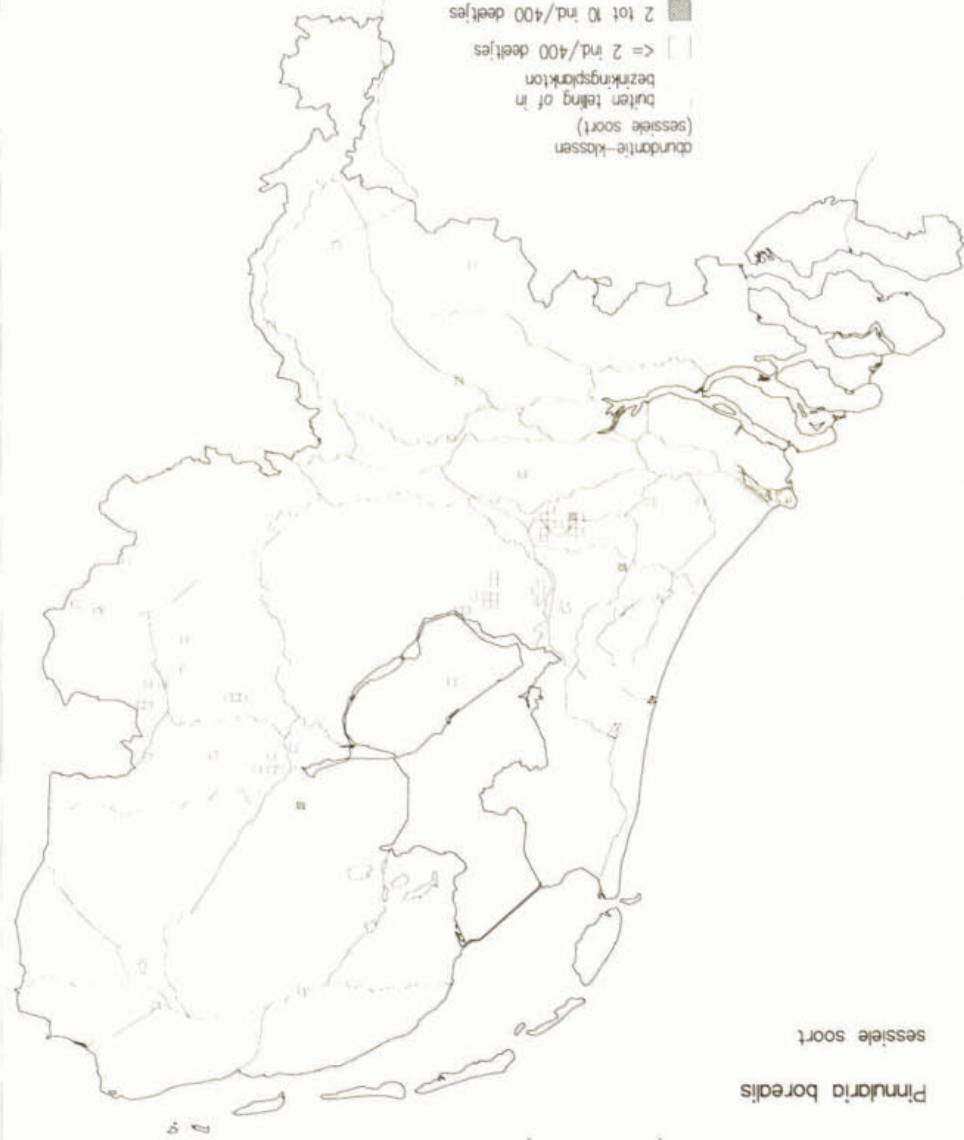 Pinnularia borealis
sessiele soort
abundantie-klassen
(sessiele soort)
buiten telling of in
bezinkingsplankton
<= 2 ind./400 deeltjes
2 tot 10 ind./400 deeltjes